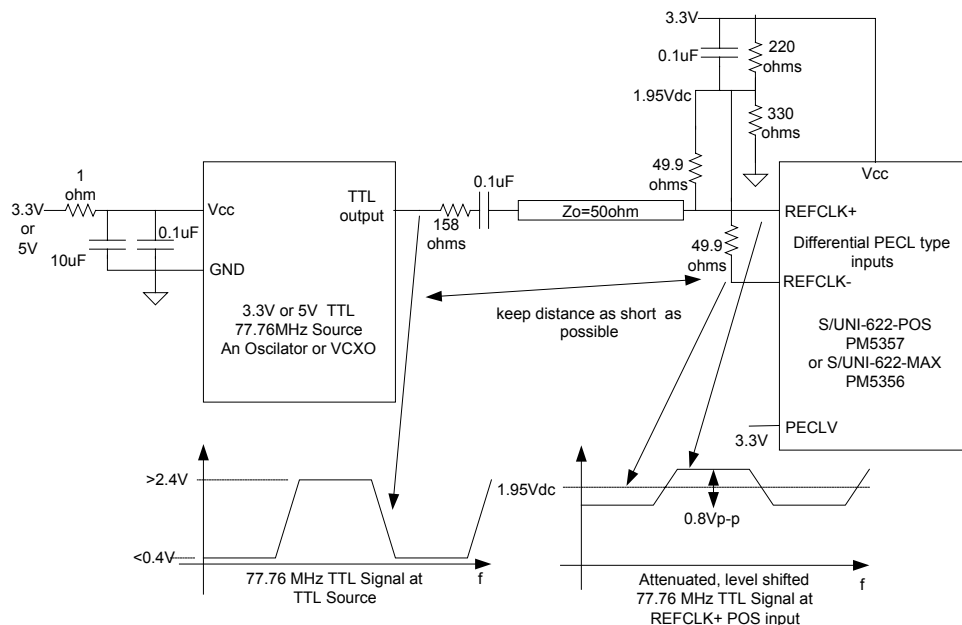 3.3V
0.1uF
220
ohms
1.95Vdc
330
ohms
1
ohm
3.3V
or
5V
10uF
0.1uF
Vcc
GND
TTL
output
3.3V or 5V TTL
77.76MHz Source
An Oscilator or VCXO
158
ohms
0.1uF
Zo=50ohm
49.9
ohms
49.9
ohms
keep distance as short as
possible
Vcc
REFCLK+
Differential PECL type
inputs
REFCLK-
S/UNI-622-POS
PM5357
or S/UNI-622-MAX
PM5356
PECLV
3.3V
>2.4V
<0.4V
f
77.76 MHz TTL Signal at
TTL Source
1.95Vdc
0.8Vp-p
f
Attenuated, level shifted
77.76 MHz TTL Signal at
REFCLK+ POS input